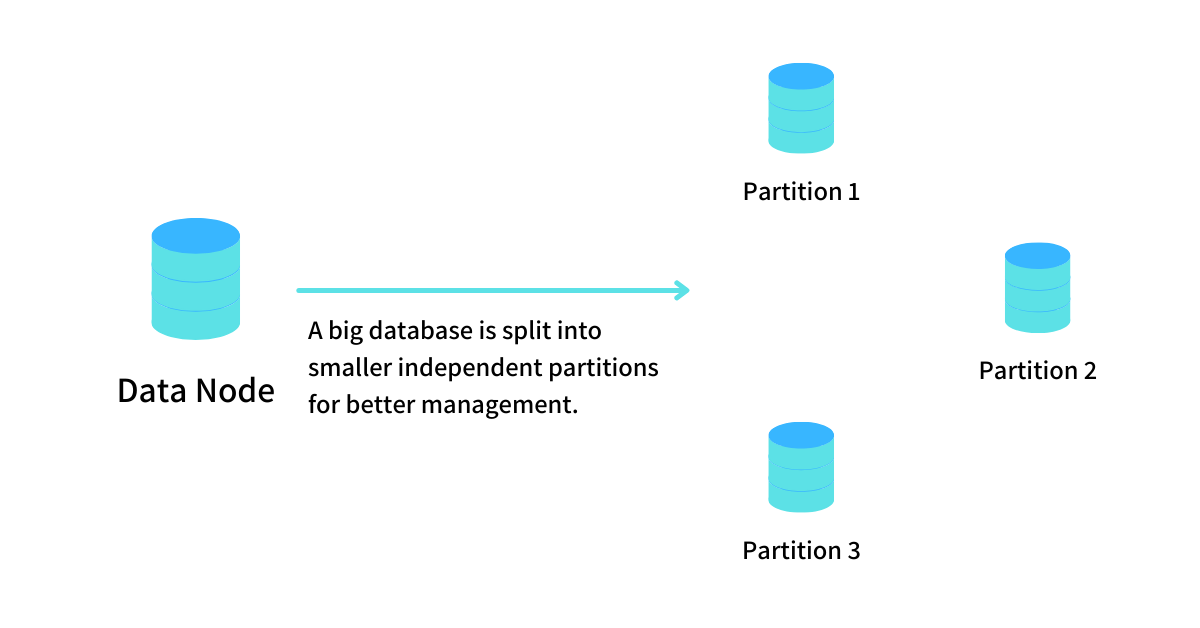 Data Node
A big database is split into
smaller independent partitions
for better management.
Partition 1
Partition 2
Partition 3